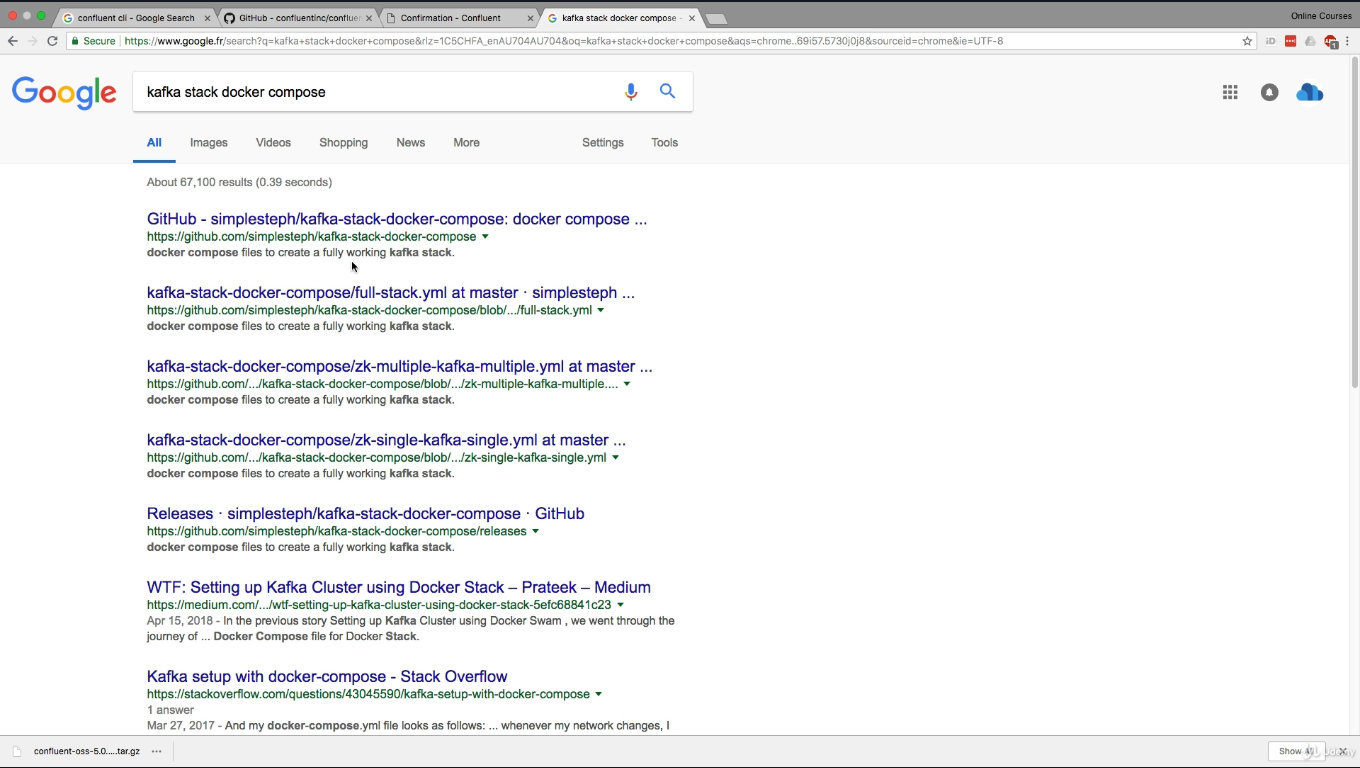 confluent cli - Google Search
GitHub - confluentinc/confluen
Confirmation - Confluent
kafka stack docker compose -
Online Courses
Secure
https://www.google.fr/search?q=kafka+stack+docker+compose&rlz=1C5CHFA_enAU704AU704&oq=kafka+stack+docker+compose&aqs=chrome..69i57.5730j0j8&sourceid=chrome&ie=UTF-8
iD
1
Google
kafka stack docker compose
All Images Videos Shopping News More Settings Tools
About 67,100 results (0.39 seconds)
GitHub - simplesteph/kafka-stack-docker-compose: docker compose ...
https://github.com/simplesteph/kafka-stack-docker-compose
docker compose files to create a fully working kafka stack.
kafka-stack-docker-compose/full-stack.yml at master · simplesteph ...
https://github.com/simplesteph/kafka-stack-docker-compose/blob/.../full-stack.yml
docker compose files to create a fully working kafka stack.
kafka-stack-docker-compose/zk-multiple-kafka-multiple.yml at master ...
https://github.com/.../kafka-stack-docker-compose/blob/.../zk-multiple-kafka-multiple....
docker compose files to create a fully working kafka stack.
kafka-stack-docker-compose/zk-single-kafka-single.yml at master ...
https://github.com/.../kafka-stack-docker-compose/blob/.../zk-single-kafka-single.yml
docker compose files to create a fully working kafka stack.
Releases · simplesteph/kafka-stack-docker-compose · GitHub
https://github.com/simplesteph/kafka-stack-docker-compose/releases
docker compose files to create a fully working kafka stack.
WTF: Setting up Kafka Cluster using Docker Stack – Prateek – Medium
https://medium.com/.../wtf-setting-up-kafka-cluster-using-docker-stack-5efc68841c23
Apr 15, 2018 - In the previous story Setting up Kafka Cluster using Docker Swam , we went through the
journey of ... Docker Compose file for Docker Stack.
Kafka setup with docker-compose - Stack Overflow
https://stackoverflow.com/questions/43045590/kafka-setup-with-docker-compose
1 answer
Mar 27, 2017 - And my docker-compose.yml file looks as follows: ... whenever my network changes, I
confluent-oss-5.0.....tar.gz
Show
Udemy